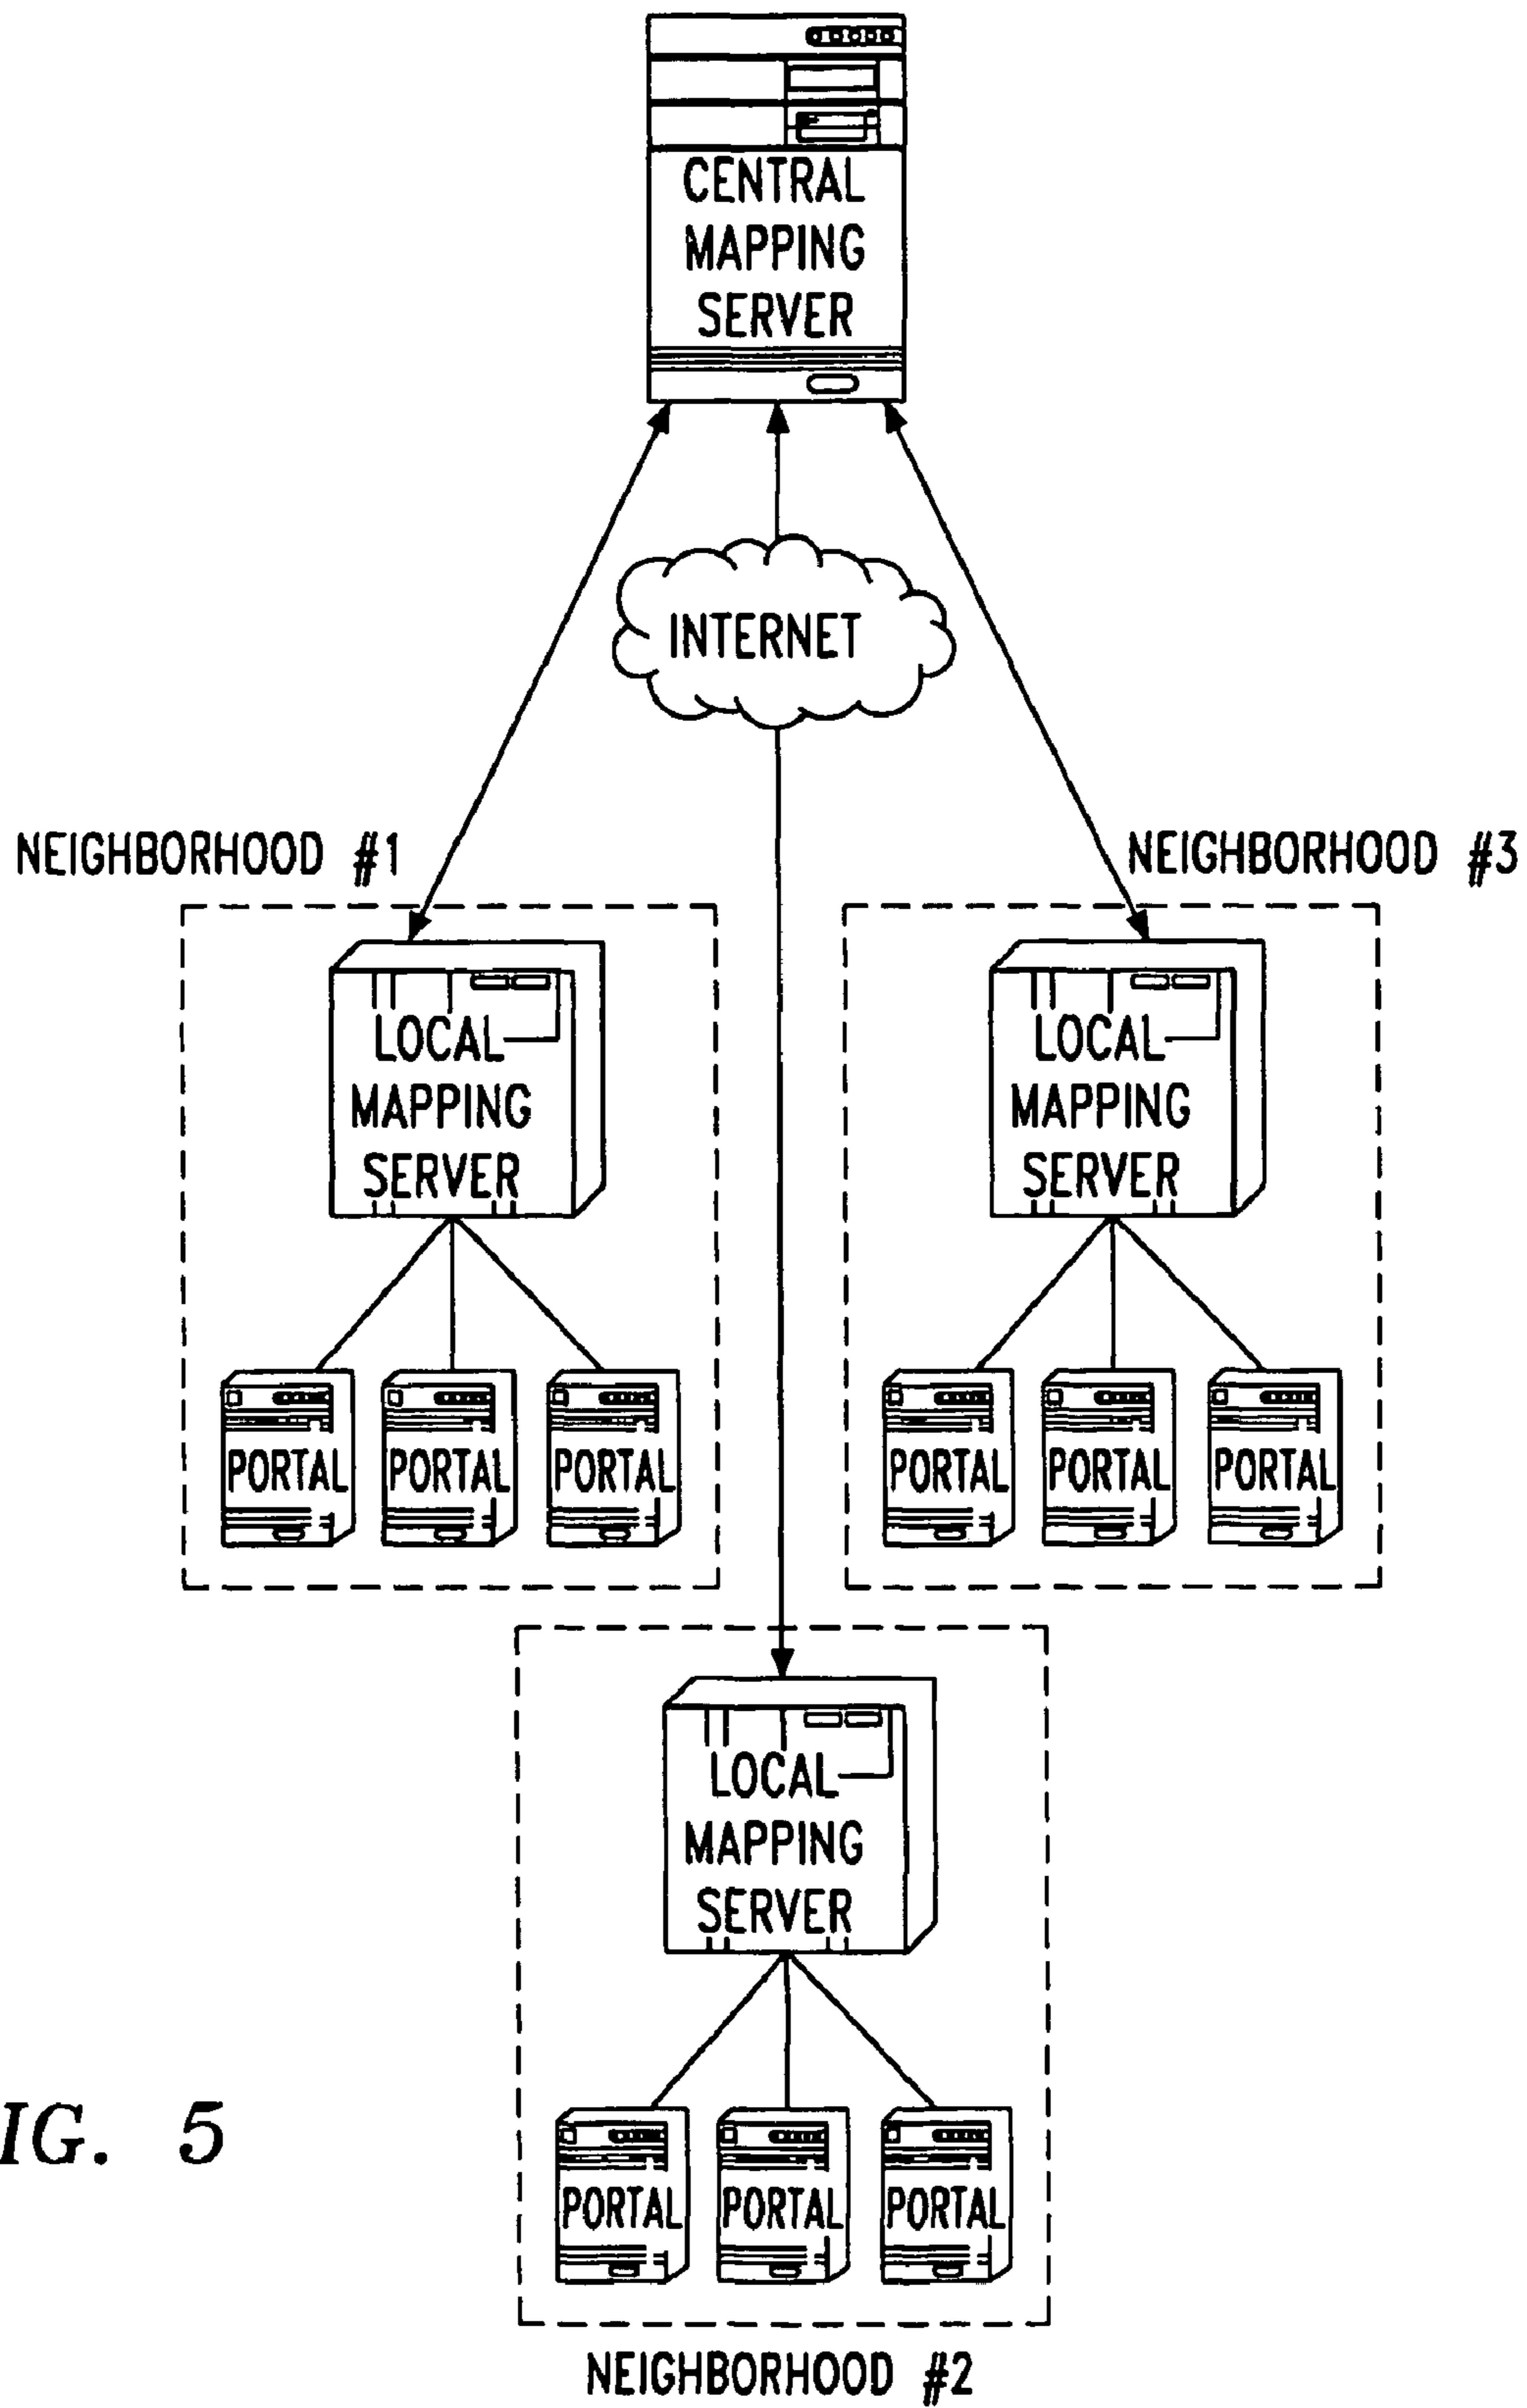 CENTRAL
MAPPING
SERVER
INTERNET
NEIGHBORHOOD #1
NEIGHBORHOOD #3
LOCAL
MAPPING
SERVER
LOCAL
MAPPING
SERVER
PORTAL
PORTAL
PORTAL
PORTAL
PORTAL
PORTAL
LOCAL
MAPPING
SERVER
IG. 5
PORTAL
PORTAL
PORTAL
NEIGHBORHOOD #2